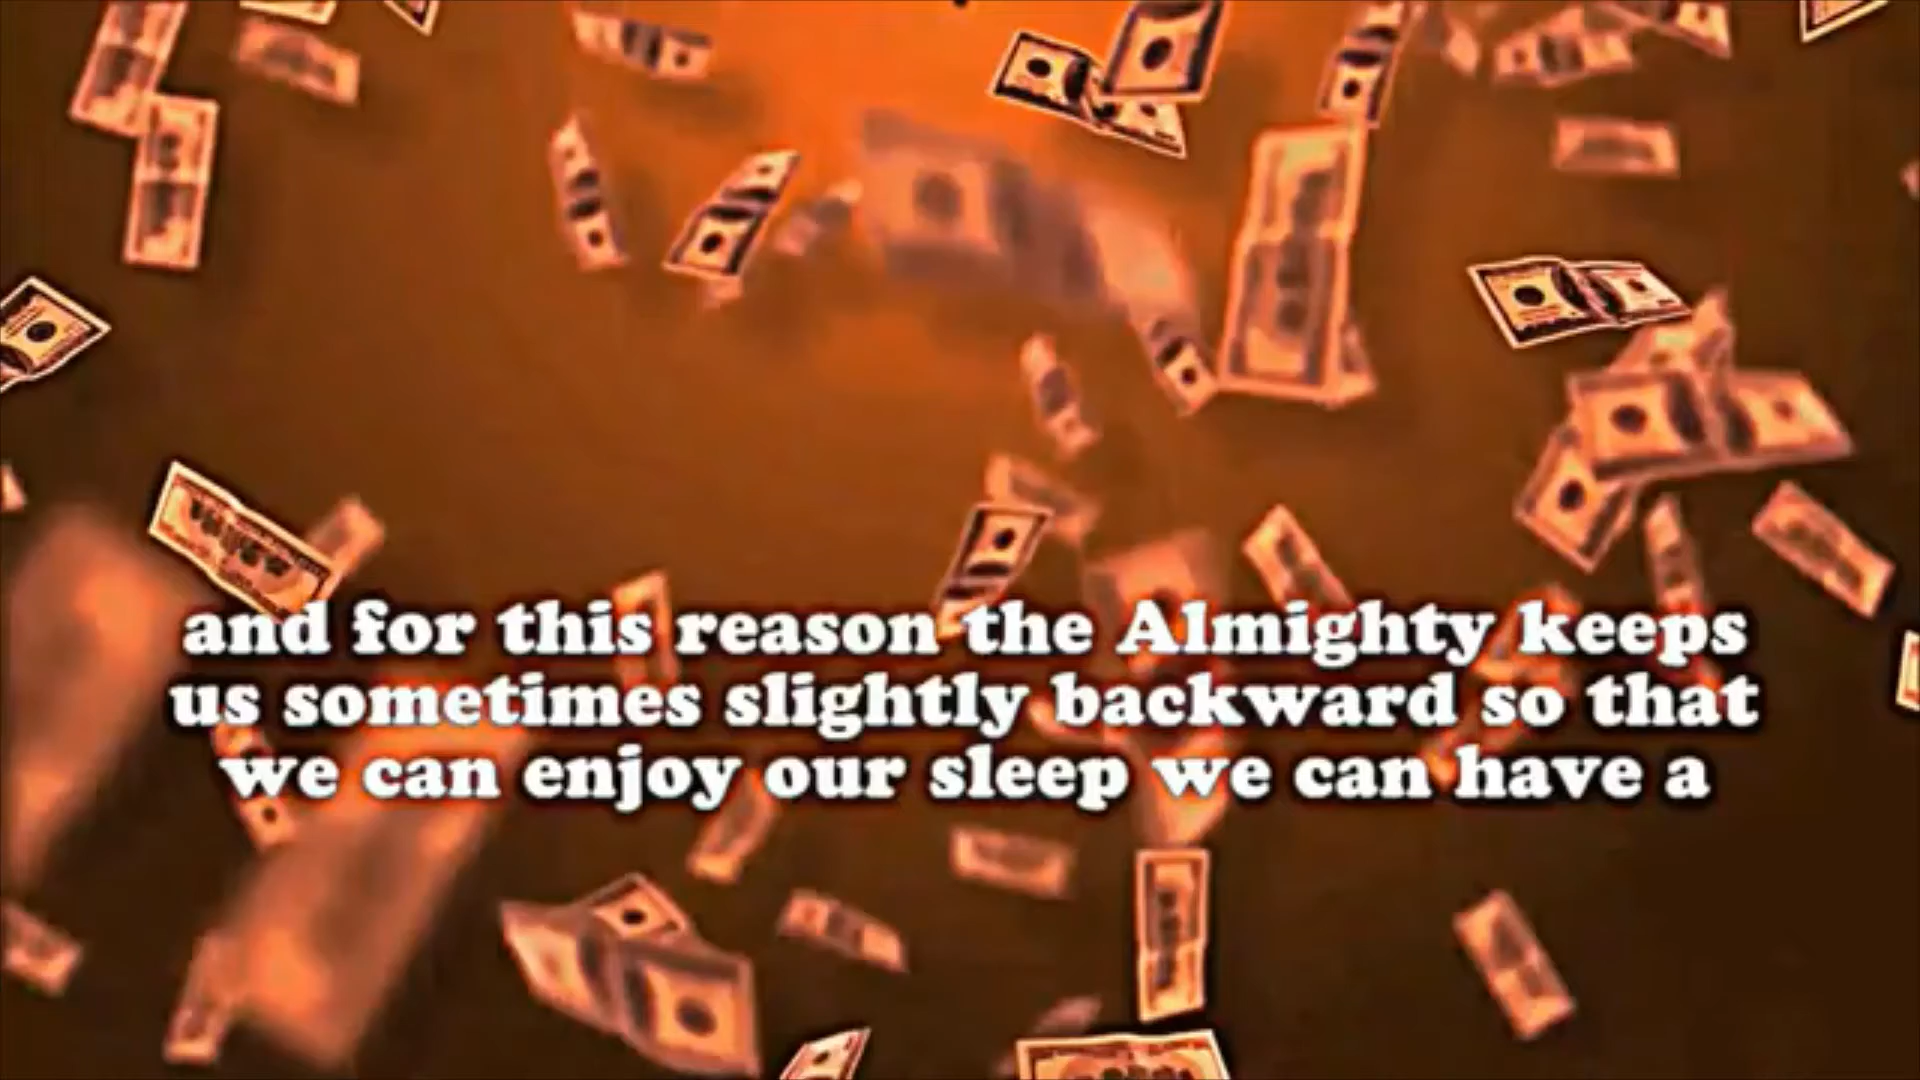 and for this reason the Almighty keeps
us sometimes slightly backward so that
we can enjoy our sleep we can have a